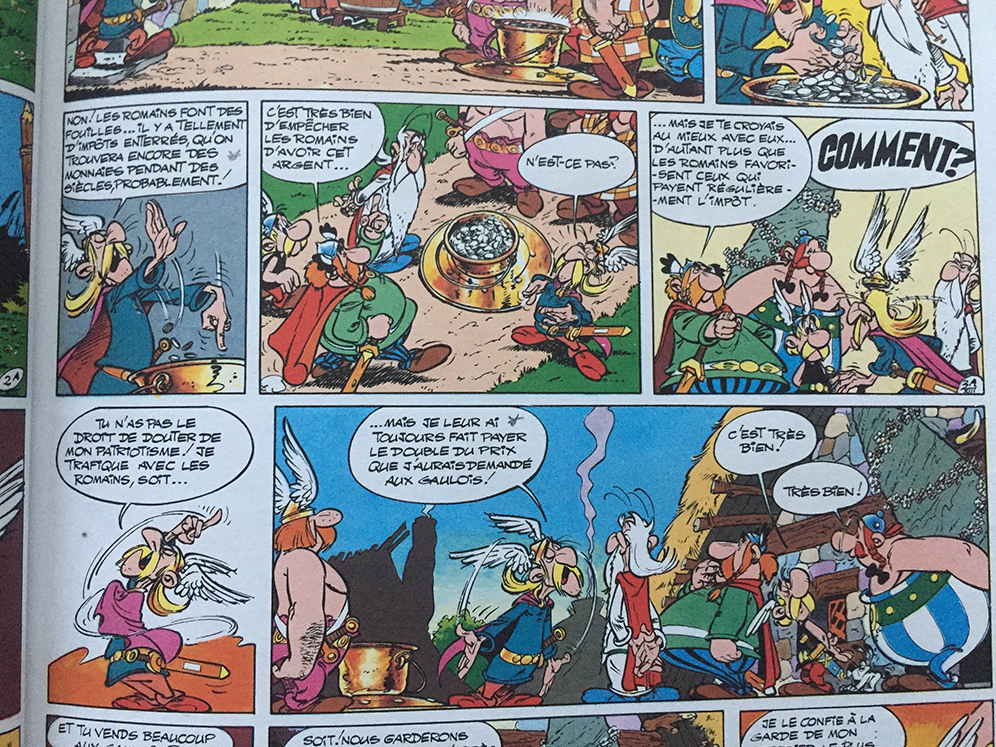 NON! LES ROMAINS FONT DES
FOUILLES... IL Y A TELLEMENT
D'IMPÔTS ENTERRÉS, QU'ON
TROUVERA ENCORE DES
MONNAIES PENDANT DES
SIÈCLES, PROBABLEMENT!
C'EST TRÈS BIEN
D'EMPÊCHER
LES ROMAINS
D'AVOIR CET
ARGENT...
N'EST-CE PAS?
...MAIS JE TE CROYAIS
AU MIEUX AVEC EUX...
D'AUTANT PLUS QUE
LES ROMAINS FAVORI-
SENT CEUX QUI
PAYENT RÉGULIÈRE-
MENT L'IMPÔT.
COMMENT?
2A
3A
TU N'AS PAS LE
DROIT DE DOUTER DE
MON PATRIOTISME! JE
TRAFIQUE AVEC LES
ROMAINS, SOIT...
...MAIS JE LEUR AI
TOUJOURS FAIT PAYER
LE DOUBLE DU PRIX
QUE J'AURAIS DEMANDÉ
AUX GAULOIS!
C'EST TRÈS
BIEN!
TRÈS BIEN!
ET TU VENDS BEAUCOUP
SOIT! NOUS GARDERONS
JE LE CONFIE À LA
GARDE DE MON